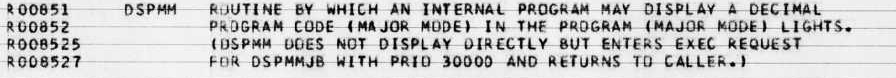 R00851 DSPMM ROUTINE BY WHICH AN INTERNAL PROGRAM MAY DISPLAY A DECIMAL
R00852 PROGRAM CODE (MAJOR MODE) IN THE PROGRAM (MAJOR MODE) LIGHTS.
R008525 (DSPMM DOES NOT DISPLAY DIRECTLY BUT ENTERS EXEC REQUEST
R008527 FOR DSPMMJB WITH PRIO 30000 AND RETURNS TO CALLER.)